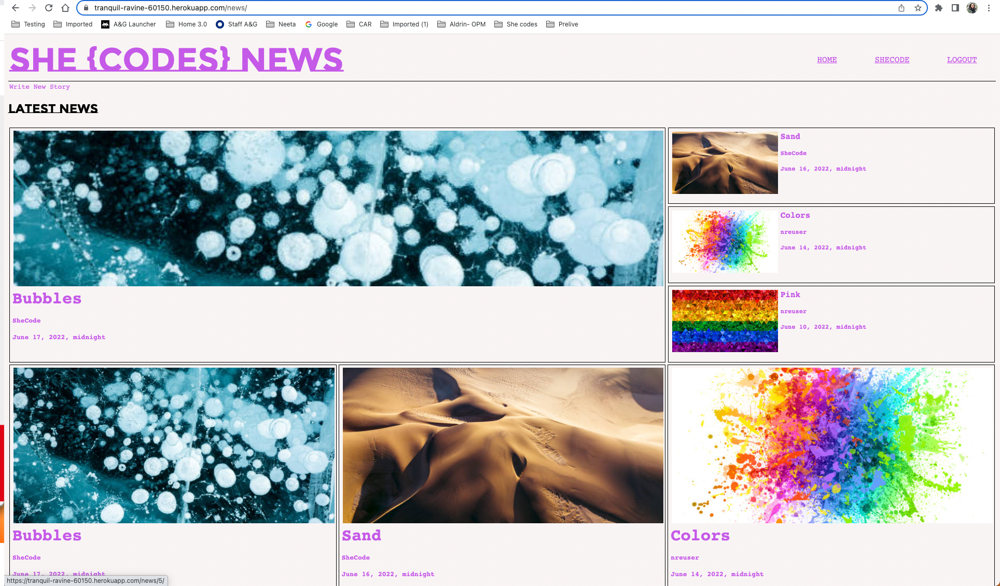 tranquil-ravine-60150.herokuapp.com/news/
Testing Imported A&G Launcher Home 3.0 Staff A&G Neeta Google CAR Imported (1) Aldrin- OPM She codes Prelive
SHE {CODES} NEWS
HOME SHECODE LOGOUT
Write New Story
LATEST NEWS
Bubbles
SheCode
June 17, 2022, midnight
Sand
SheCode
June 16, 2022, midnight
Colors
nreuser
June 14, 2022, midnight
Pink
nreuser
June 10, 2022, midnight
Bubbles
SheCode
June 17, 2022, midnight
Sand
SheCode
June 16, 2022, midnight
Colors
nreuser
June 14, 2022, midnight
https://tranquil-ravine-60150.herokuapp.com/news/5/